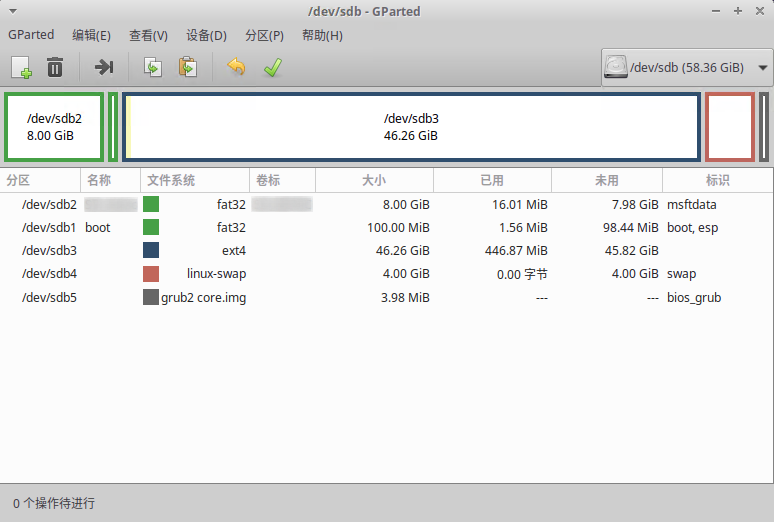 /dev/sdb - GParted
GParted 编辑(E) 查看(V) 设备(D) 分区(P) 帮助(H)
/dev/sdb (58.36 GiB)
/dev/sdb2 /dev/sdb3
8.00 GiB 46.26 GiB
分区 名称 文件系统 卷标 大小 已用 未用 标识
/dev/sdb2 fat32 8.00 GiB 16.01 MiB 7.98 GiB msftdata
/dev/sdb1 boot fat32 100.00 MiB 1.56 MiB 98.44 MiB boot, esp
/dev/sdb3 ext4 46.26 GiB 446.87 MiB 45.82 GiB
/dev/sdb4 linux-swap 4.00 GiB 0.00 字节 4.00 GiB swap
/dev/sdb5 grub2 core.img 3.98 MiB --- --- bios_grub
0 个操作待进行